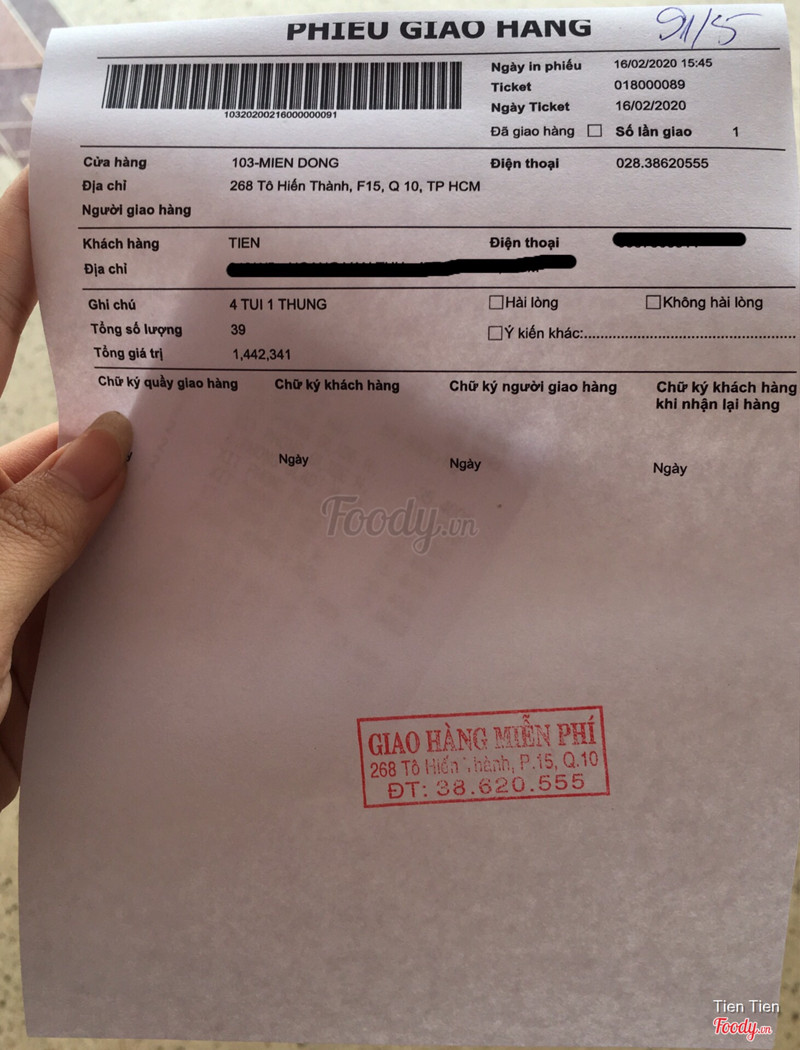 PHIẾU GIAO HÀNG
91/5
Ngày in phiếu 16/02/2020 15:45
Ticket 018000089
10320200216000000091
Ngày Ticket 16/02/2020
Đã giao hàng Số lần giao 1
Cửa hàng 103-MIEN DONG Điện thoại 028.38620555
Địa chỉ 268 Tô Hiến Thành, F15, Q 10, TP HCM
Người giao hàng
Khách hàng TIEN Điện thoại
Địa chỉ
Ghi chú 4 TUI 1 THUNG Hài lòng Không hài lòng
Tổng số lượng 39 Ý kiến khác:
Tổng giá trị 1,442,341
Chữ ký quầy giao hàng Chữ ký khách hàng Chữ ký người giao hàng Chữ ký khách hàng
khi nhận lại hàng
Ngày Ngày Ngày
Foody.vn
GIAO HÀNG MIỄN PHÍ
268 Tô Hiến Thành, P.15, Q.10
ĐT: 38.620.555
Tien Tien
Foody.vn